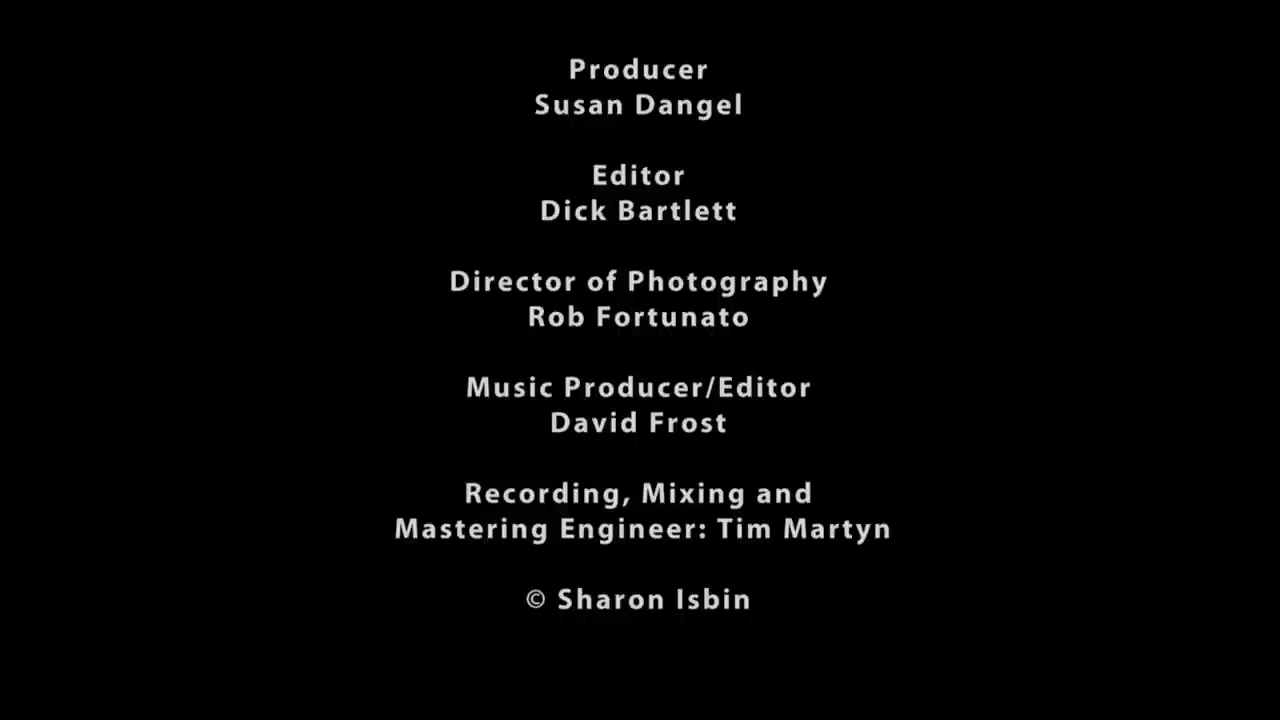 Producer
Susan Dangel
Editor
Dick Bartlett
Director of Photography
Rob Fortunato
Music Producer/Editor
David Frost
Recording, Mixing and
Mastering Engineer: Tim Martyn
© Sharon Isbin